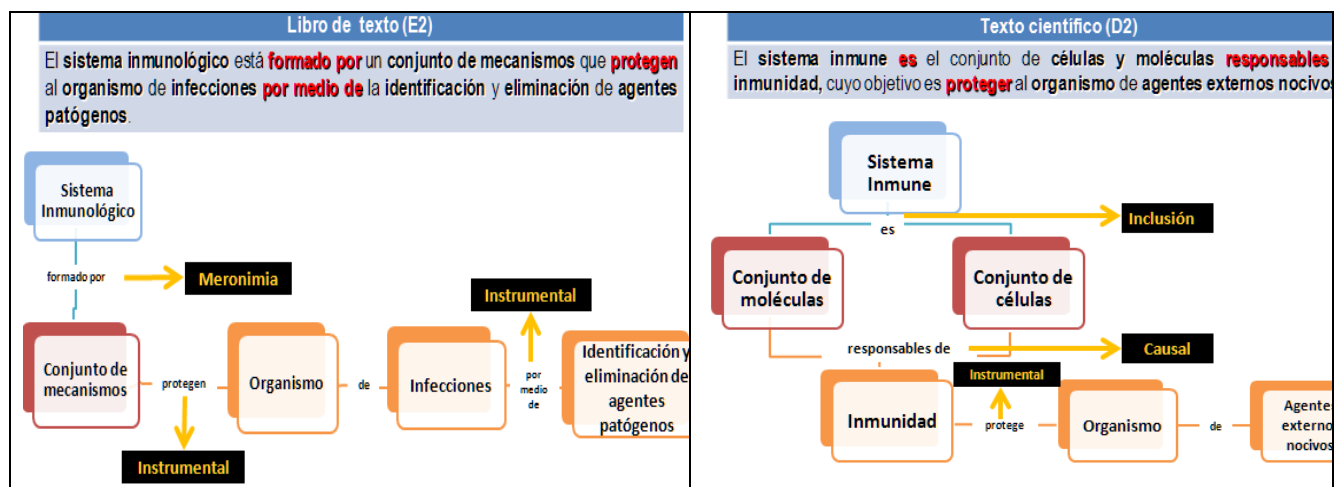 Libro de texto (E2)
El sistema inmunológico está formado por un conjunto de mecanismos que protegen
al organismo de infecciones por medio de la identificación y eliminación de agentes
patógenos.
Sistema
Inmunológico
formado por
Meronimia
Instrumental
Conjunto de
mecanismos
protegen
Organismo
de
Infecciones
por
medio
de
Identificación y
eliminación de
agentes
patógenos
Instrumental
Texto científico (D2)
El sistema inmune es el conjunto de células y moléculas responsables
inmunidad, cuyo objetivo es proteger al organismo de agentes externos nocivos
Sistema
Inmune
es
Inclusión
Conjunto de
moléculas
Conjunto de
células
responsables de
Causal
Instrumental
Inmunidad
protege
Organismo
de
Agentes
externo
nocivos